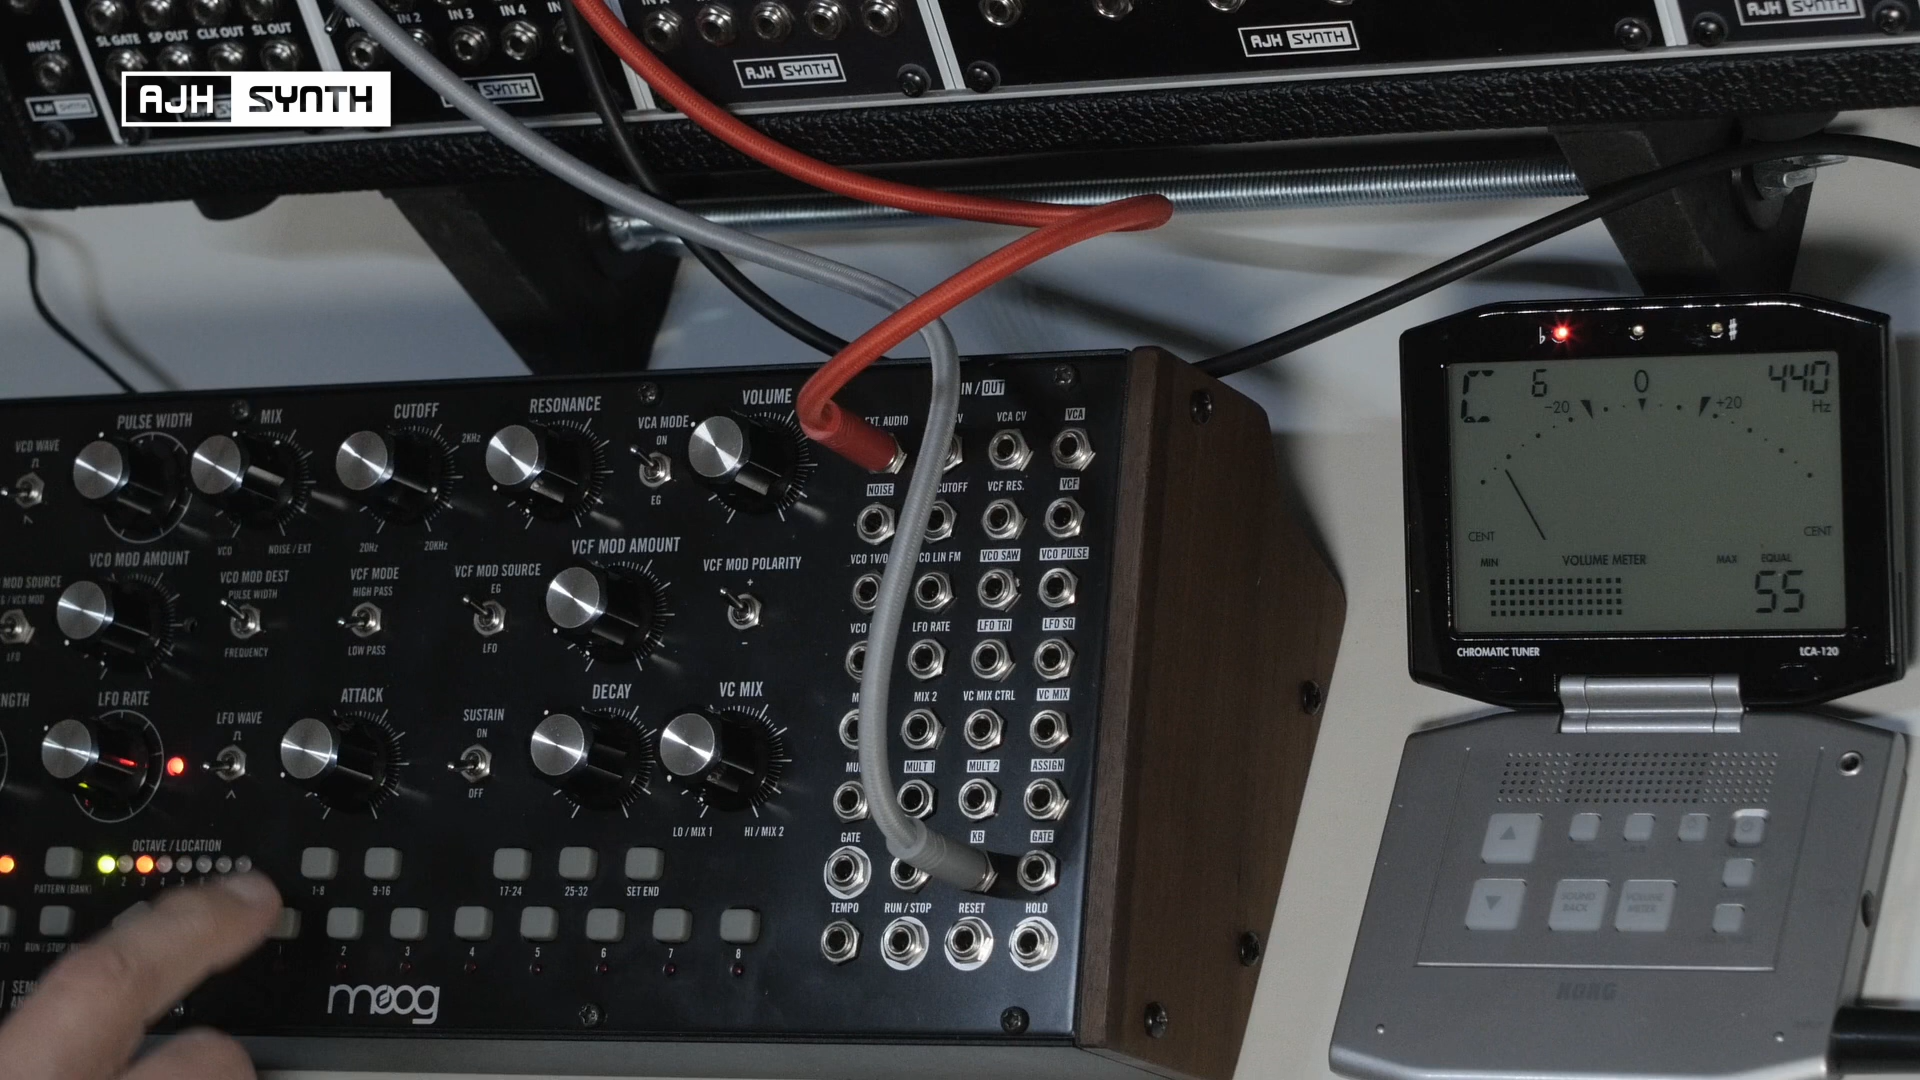 INPUT
SL GATE
SP OUT
CLK OUT
SL OUT
IN 2
IN 3
IN 4
AJH SYNTH
AJH SYNTH
AJH SYNTH
AJH SYNTH
AJH SYNTH
AJH SYNTH
VCO WAVE
PULSE WIDTH
MIX
CUTOFF
RESONANCE
VCA MODE
VOLUME
IN / OUT
EXT. AUDIO
VCA CV
VCA
ON
EG
2KHz
VCO
NOISE / EXT
20Hz
20KHz
NOISE
CUTOFF
VCF RES.
VCF
MOD SOURCE
VCO MOD AMOUNT
VCO MOD DEST
PULSE WIDTH
FREQUENCY
VCF MODE
HIGH PASS
LOW PASS
VCF MOD SOURCE
EG
LFO
VCF MOD AMOUNT
VCF MOD POLARITY
+
-
VCO LIN FM
VCO SAW
VCO PULSE
LFO
LFO RATE
LFO TRI
LFO SQ
LFO RATE
LFO WAVE
ATTACK
SUSTAIN
ON
OFF
DECAY
VC MIX
LO / MIX 1
HI / MIX 2
MIX 2
VC MIX CTRL
VC MIX
MULT 1
MULT 2
ASSIGN
GATE
KB
GATE
OCTAVE / LOCATION
PATTERN (BANK)
1-8
9-16
17-24
25-32
SET END
TEMPO
RUN / STOP
RESET
HOLD
1
2
3
4
5
6
7
8
moog
♭
♯
C
6
0
440
Hz
-20
+20
CENT
CENT
MIN
VOLUME METER
MAX
EQUAL
55
CHROMATIC TUNER
LCA-120
SOUND
BACK
VOLUME
METER
KORG